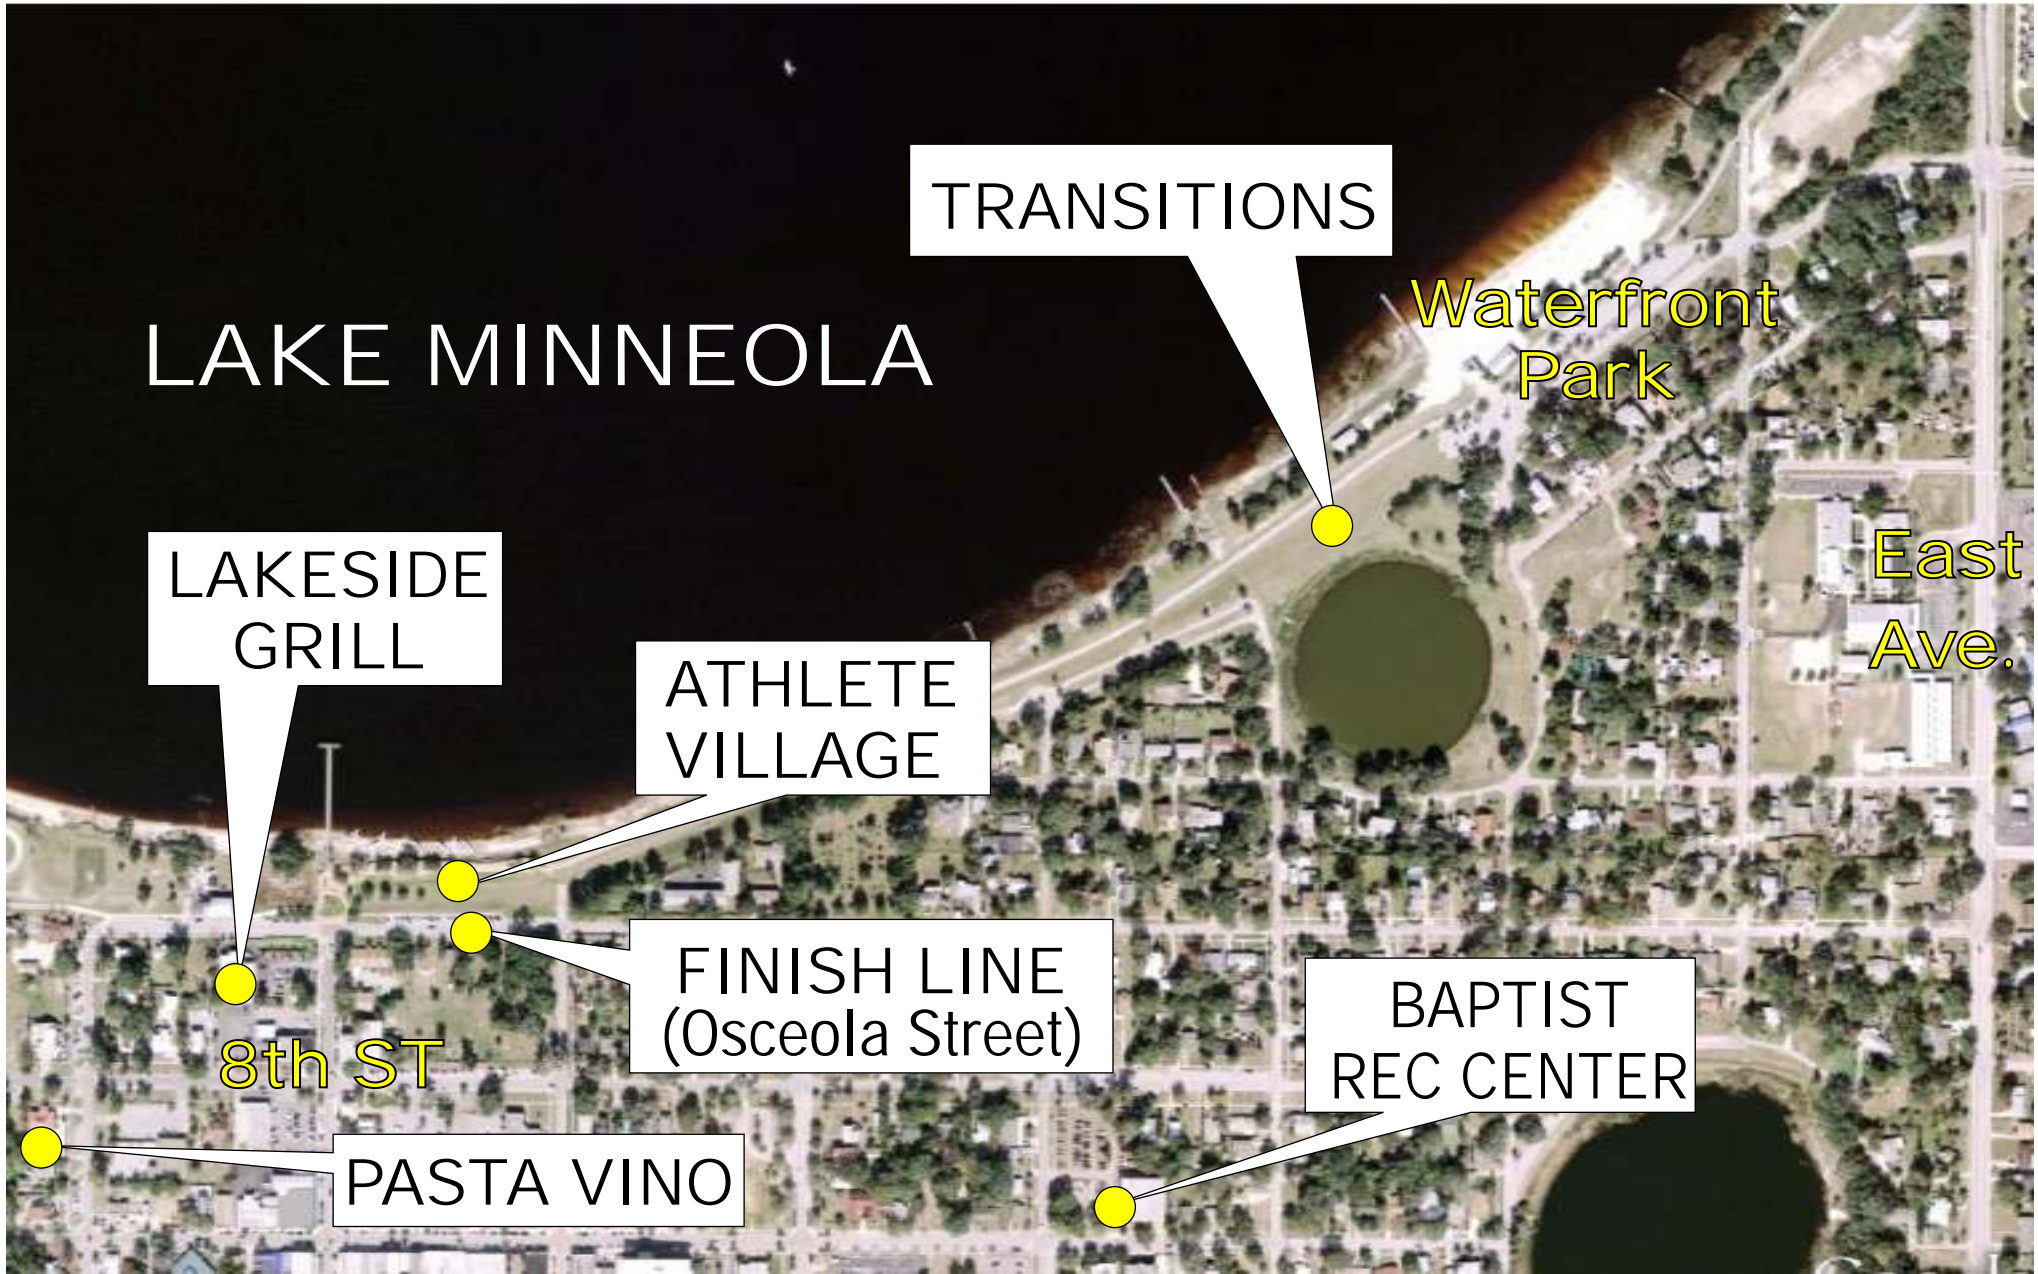 TRANSITIONS
Waterfront
Park
LAKE MINNEOLA
LAKESIDE
GRILL
East
Ave.
ATHLETE
VILLAGE
FINISH LINE
(Osceola Street)
BAPTIST
REC CENTER
8th ST
PASTA VINO